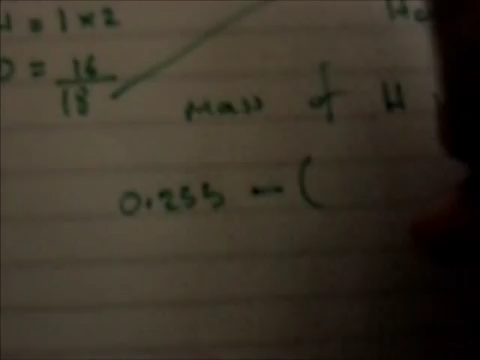 H = 1 × 2
O = 16
18
Mass of H
0.255 - (